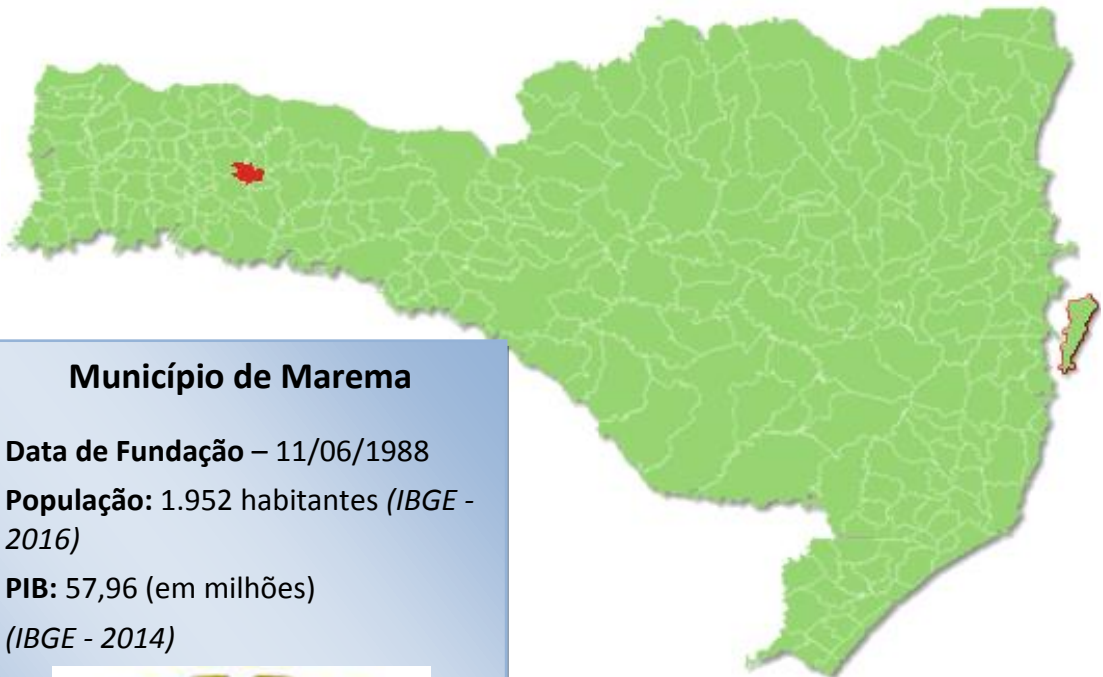 Município de Marema
Data de Fundação – 11/06/1988
População: 1.952 habitantes (IBGE -
2016)
PIB: 57,96 (em milhões)
(IBGE - 2014)